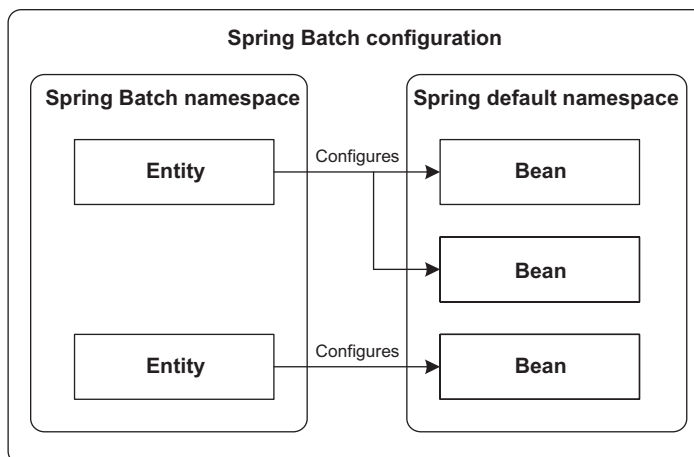 Spring Batch configuration
Spring Batch namespace
Spring default namespace
Entity
Configures
Bean
Bean
Entity
Configures
Bean